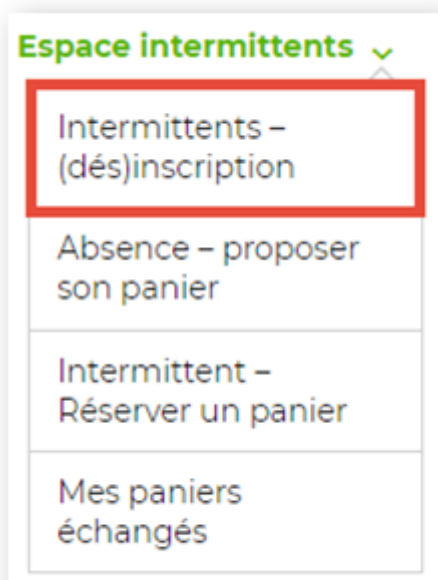 Espace intermittents
Intermittents –
(dés)inscription
Absence – proposer
son panier
Intermittent –
Réserver un panier
Mes paniers
échangés